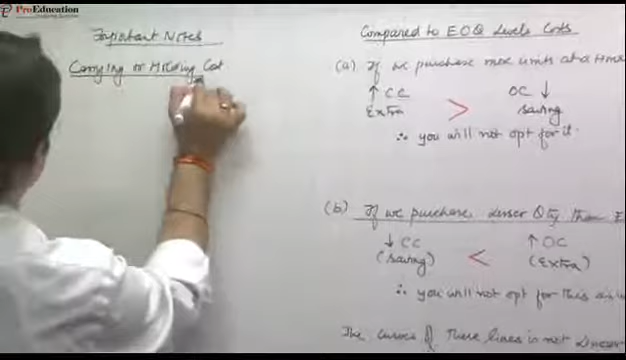 ProEducation
Important Notes
Carrying or Holding Cost
Compared to EOQ Levels Costs
(a) If we purchase more units at a time
↑ CC OC ↓
Extra > Saving
∴ you will not opt for it.
(b) If we purchase lesser Qty than E
↓ CC ↑ OC
(Saving) < (Extra)
∴ you will not opt for this
The curves of These lines is not Linear